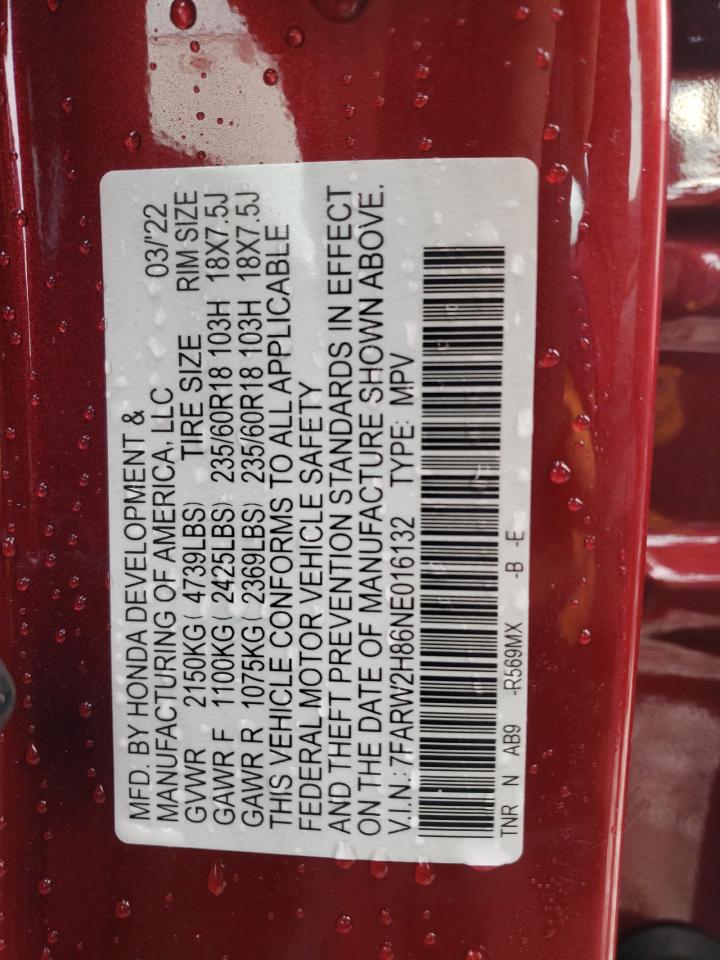 MFD. BY HONDA DEVELOPMENT &
MANUFACTURING OF AMERICA, LLC 03/'22
GVWR 2150KG( 4739LBS) TIRE SIZE RIM SIZE
GAWR F 1100KG( 2425LBS) 235/60R18 103H 18X7.5J
GAWR R 1075KG( 2369LBS) 235/60R18 103H 18X7.5J
THIS VEHICLE CONFORMS TO ALL APPLICABLE
FEDERAL MOTOR VEHICLE SAFETY
AND THEFT PREVENTION STANDARDS IN EFFECT
ON THE DATE OF MANUFACTURE SHOWN ABOVE.
V.I.N.: 7FARW2H86NE016132 TYPE: MPV
TNR N AB9 -R569MX -B -E